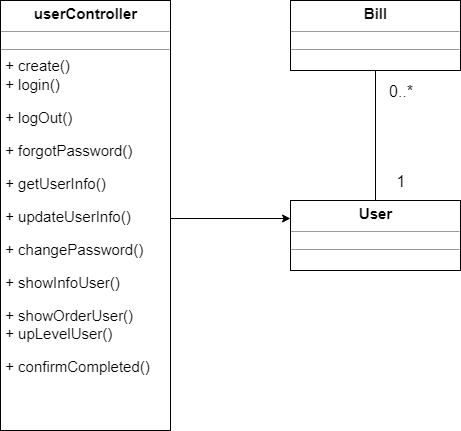 userController
+ create()
+ login()
+ logOut()
+ forgotPassword()
+ getUserInfo()
+ updateUserInfo()
+ changePassword()
+ showInfoUser()
+ showOrderUser()
+ upLevelUser()
+ confirmCompleted()
Bill
0..*
1
User